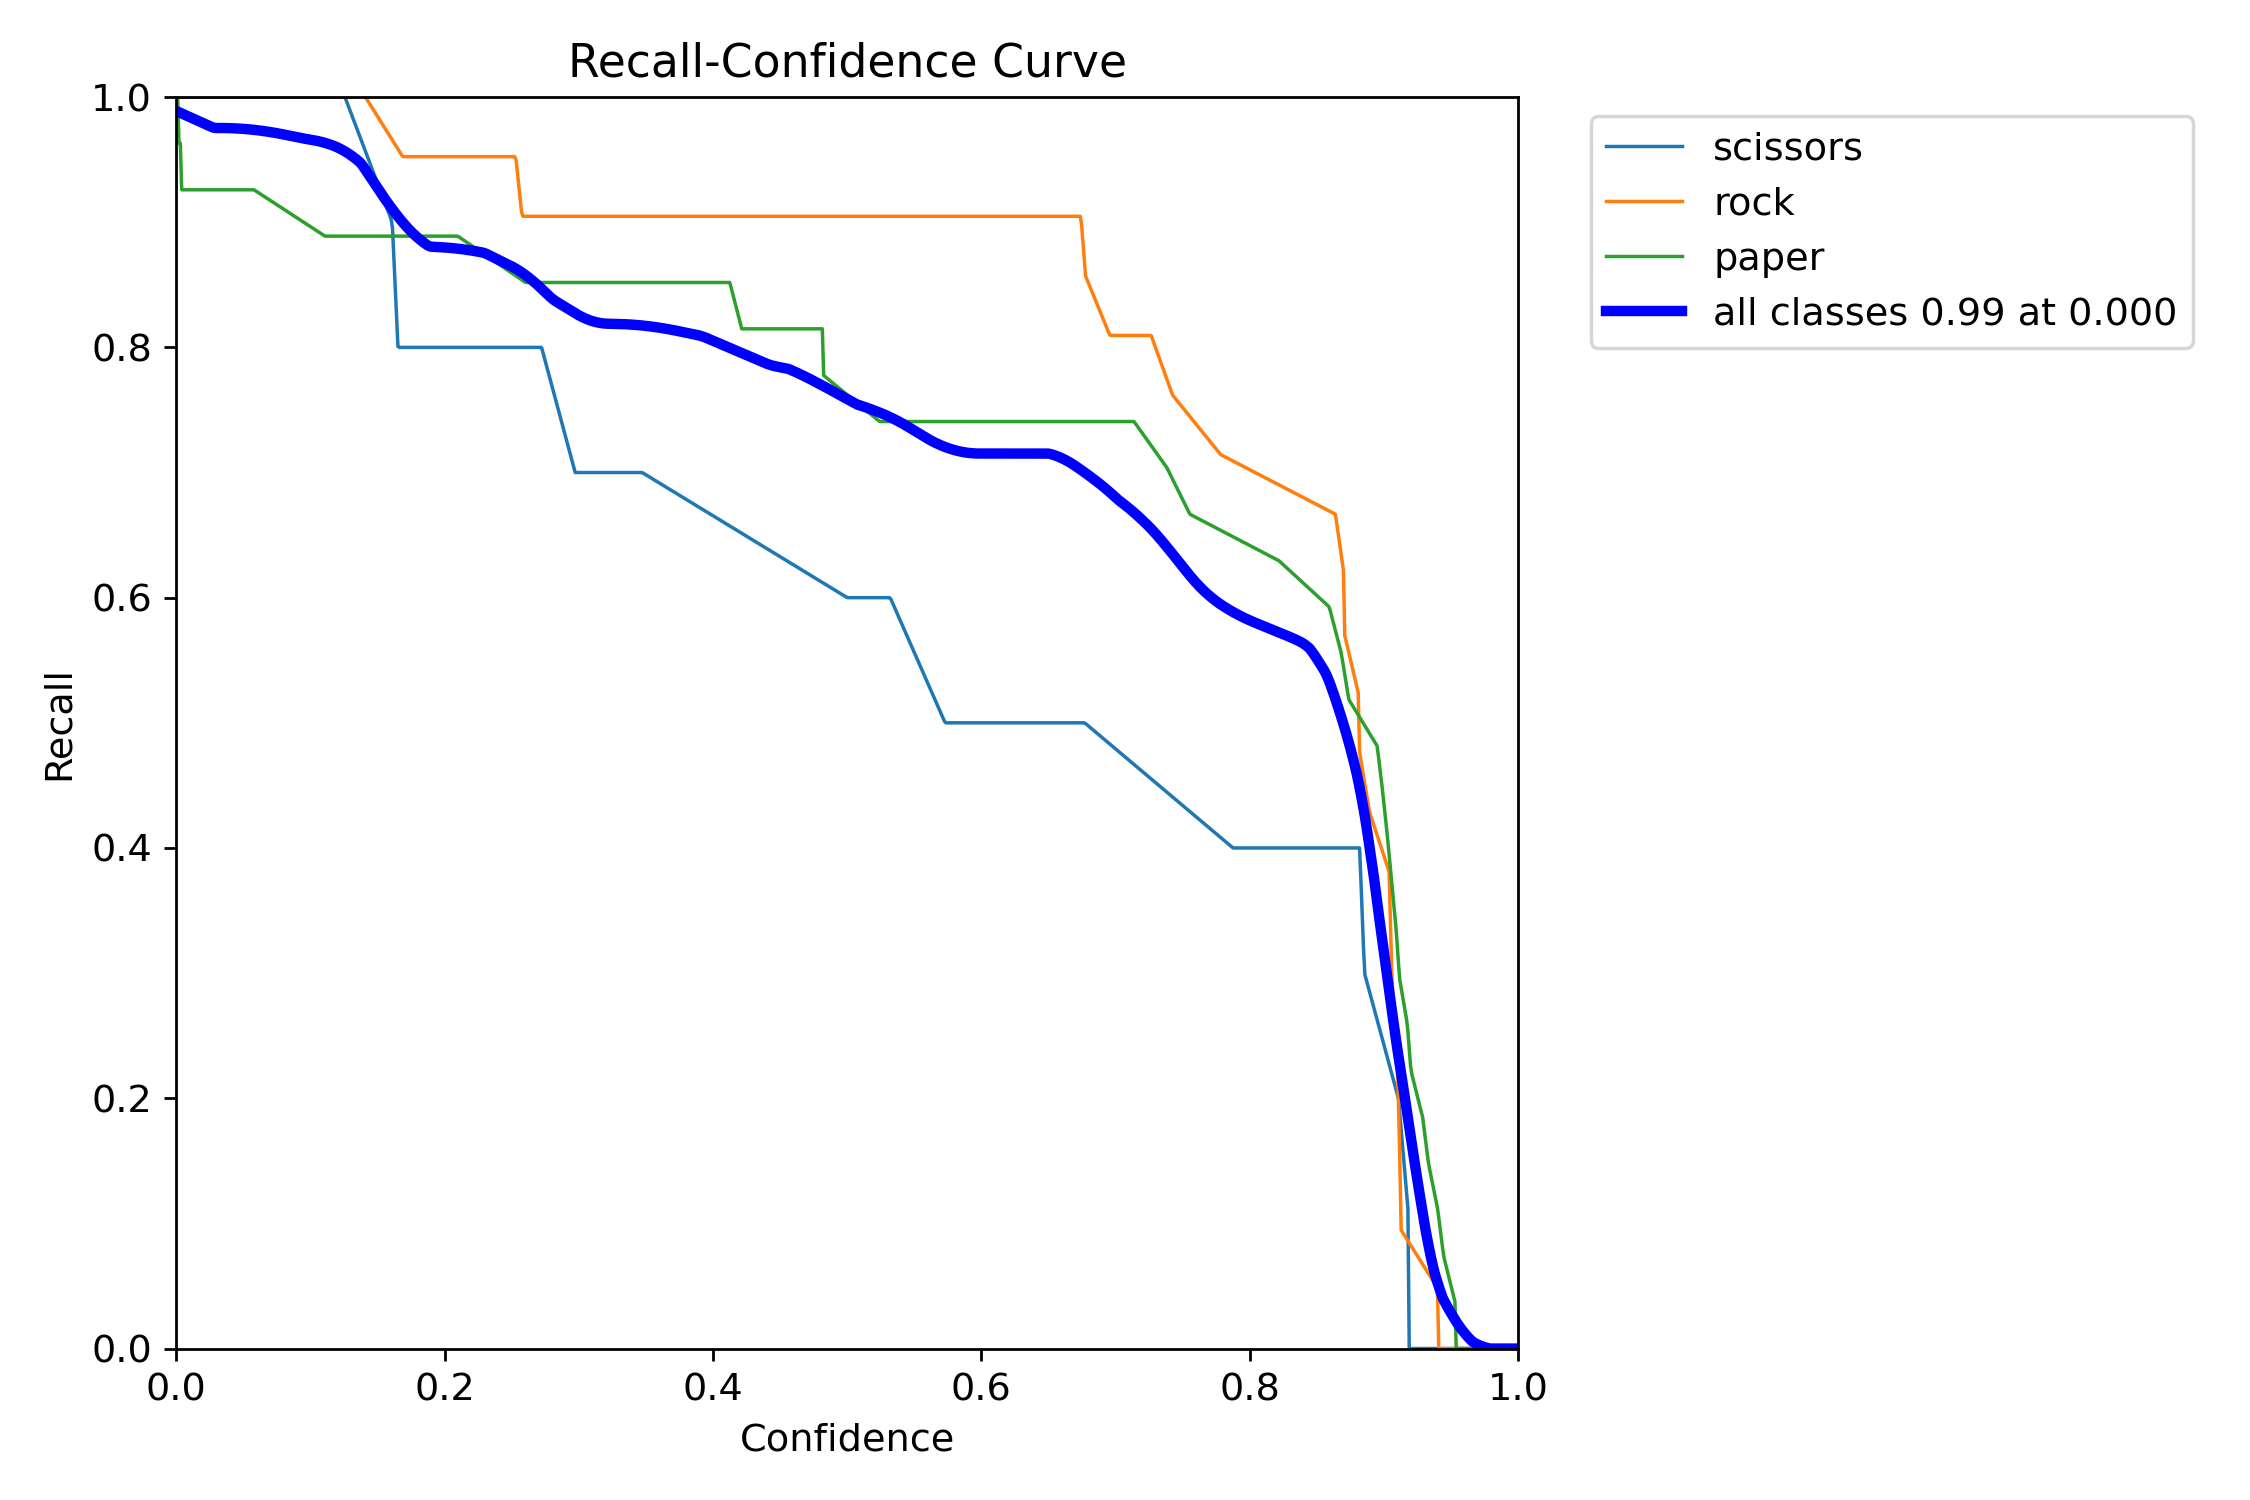 Recall-Confidence Curve
1.0
0.8
0.6
0.4
0.2
0.0
Recall
0.0 0.2 0.4 0.6 0.8 1.0
Confidence
scissors
rock
paper
all classes 0.99 at 0.000